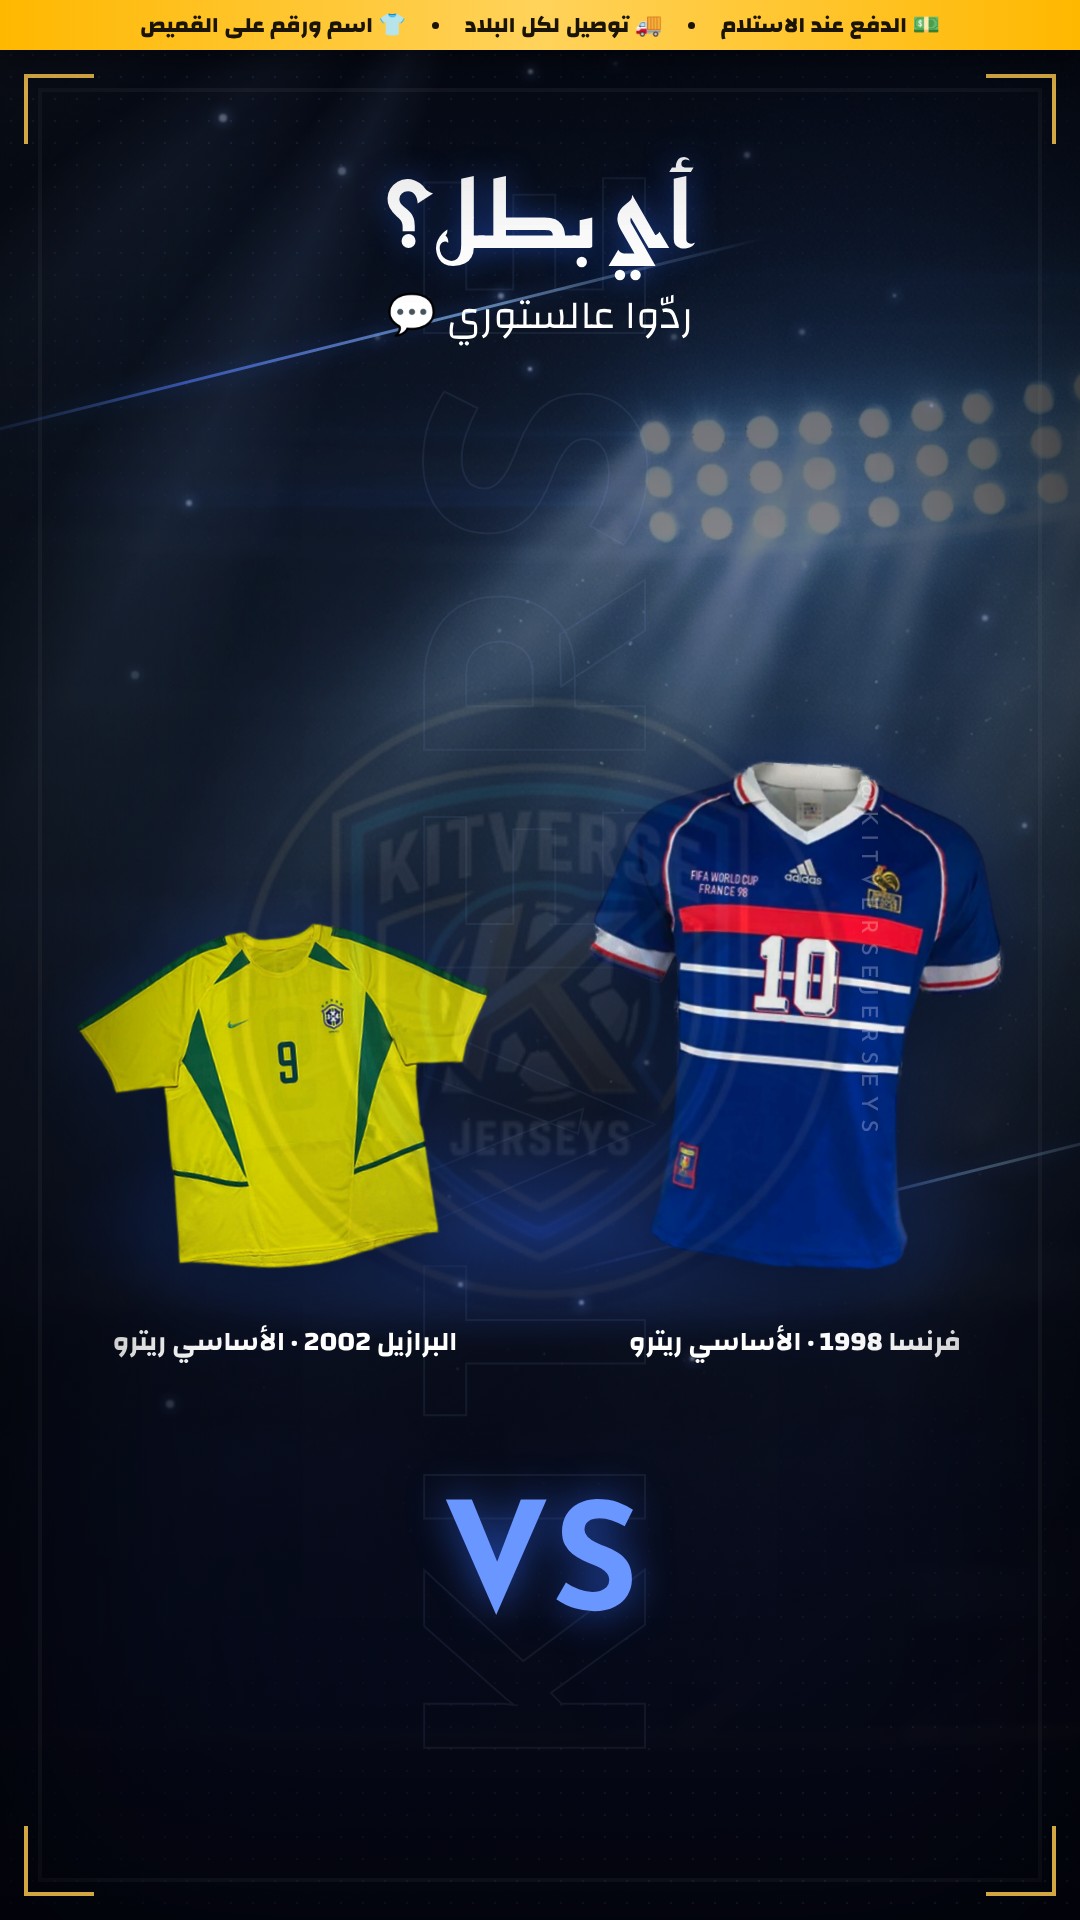 💵 الدفع عند الاستلام • 🚚 توصيل لكل البلاد • 👕 اسم ورقم على القميص
أي بطل؟
ردّوا عالستوري 💬
KITVERSE
JERSEYS
FIFA WORLD CUP
FRANCE 98
adidas
10
9
KITVERSEJERSEYS
فرنسا 1998 • الأساسي ريترو
البرازيل 2002 • الأساسي ريترو
VS